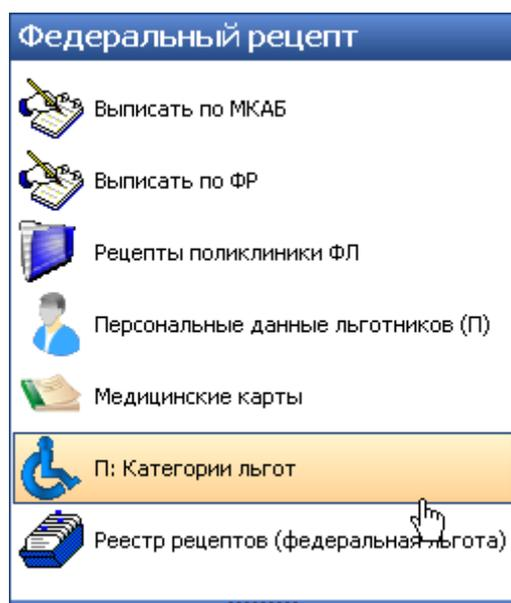 Федеральный рецепт
Выписать по МКАБ
Выписать по ФР
Рецепты поликлиники ФЛ
Персональные данные льготников (П)
Медицинские карты
П: Категории льгот
Реестр рецептов (федеральная льгота)